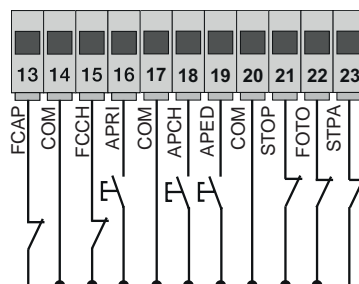 13 14 15 16 17 18 19 20 21 22 23
FCAP COM FCCH APRI COM APCH APED COM STOP FOTO STPA